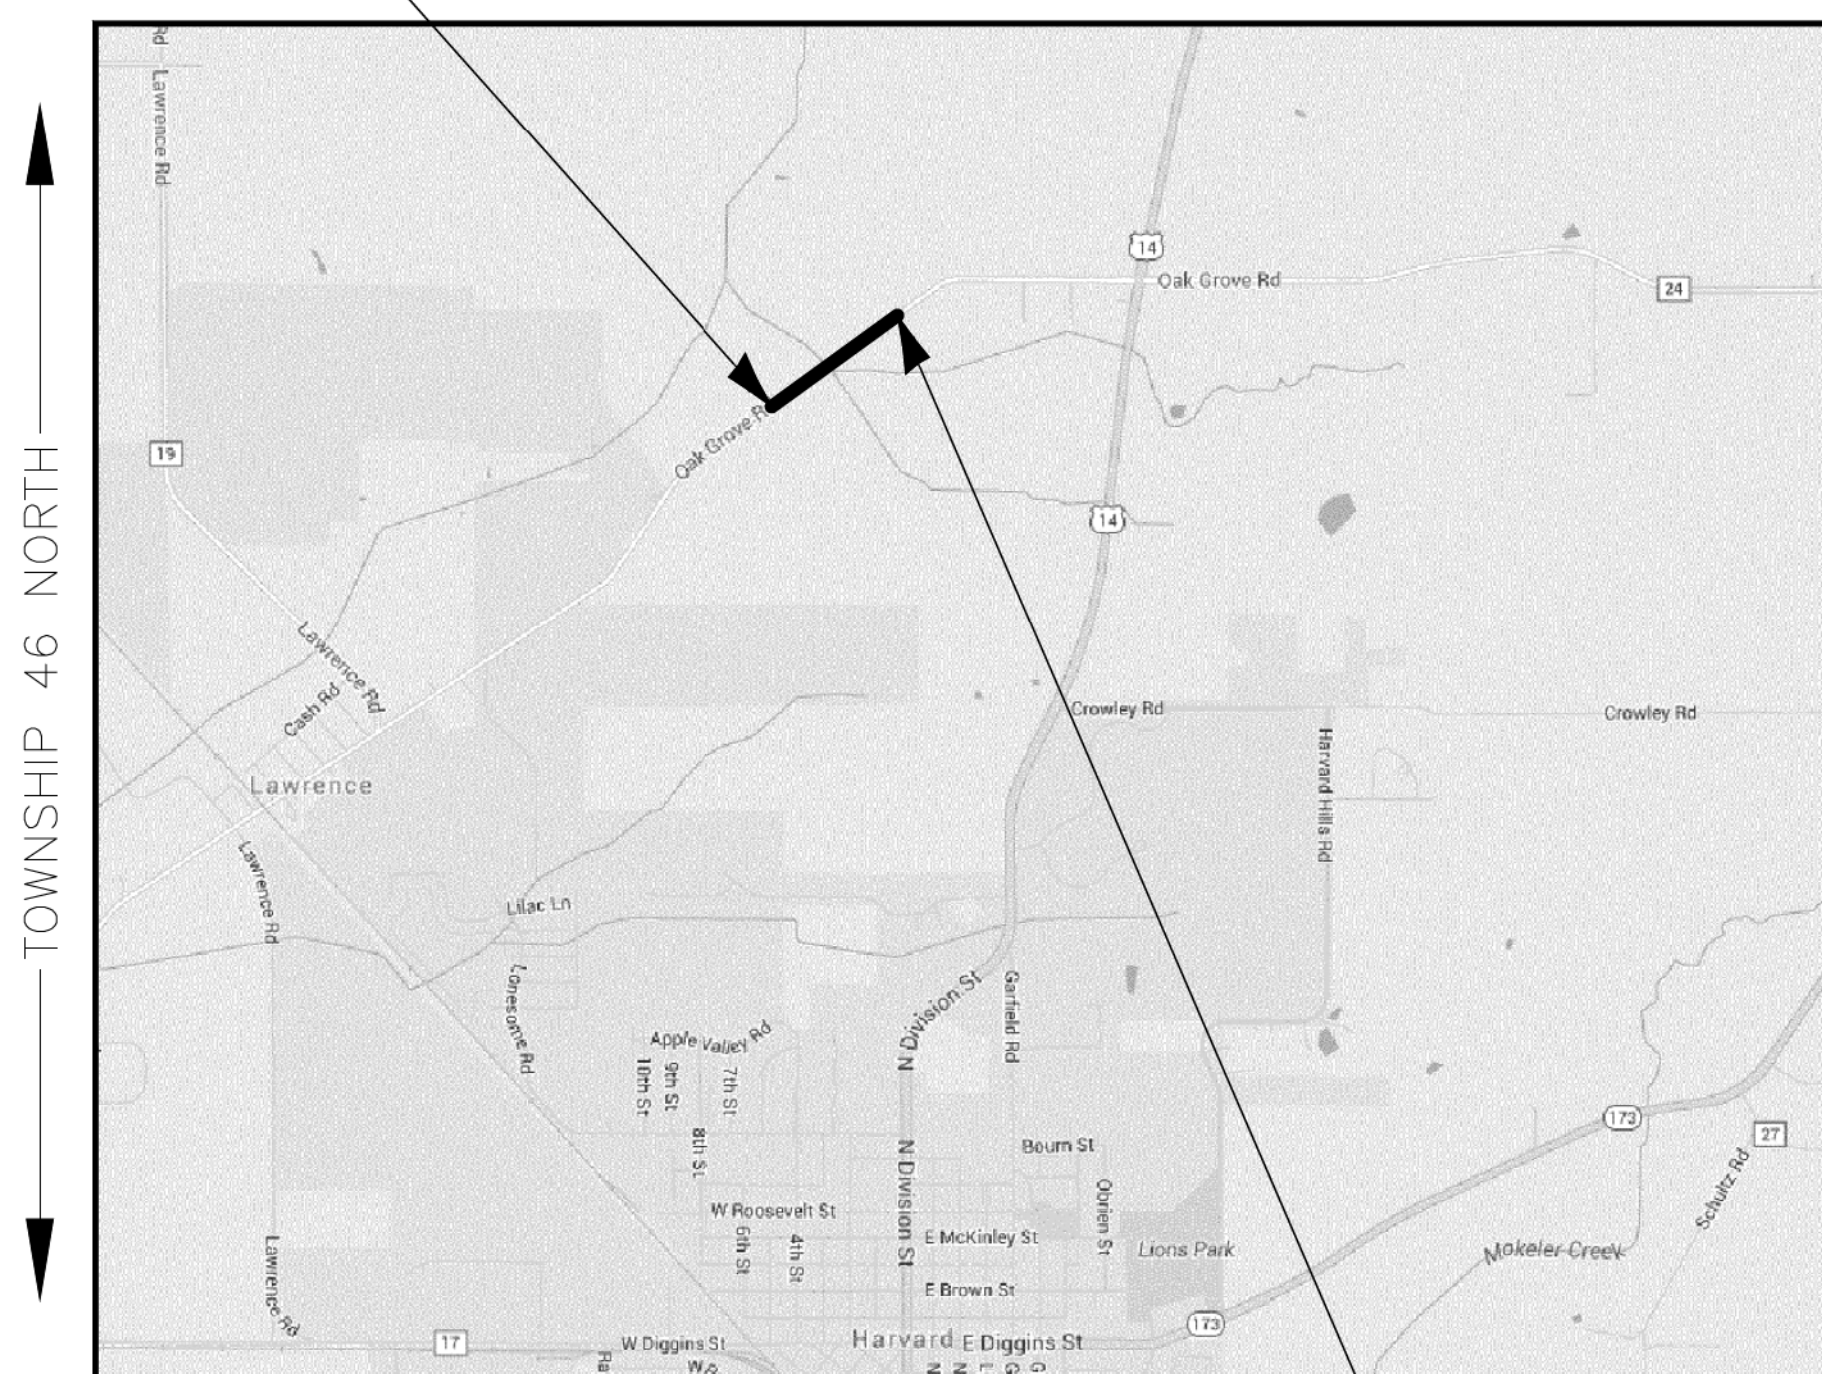 Rd
Lawrence Rd
14
Oak Grove Rd
24
Oak Grove R
19
14
TOWNSHIP 46 NORTH
Lawrence Rd
Cash Rd
Crowley Rd
Crowley Rd
Harvard Hills Rd
Lawrence
Lawrence Rd
Lilac Ln
Lonesome Rd
N Division St
Garfield Rd
Apple Valley Rd
10th St
9th St
7th St
8th St
173
27
N Division St
Bourn St
Schultz Rd
Obrien St
W Roosevelt St
6th St
4th St
E McKinley St
Lions Park
Mokeler Creek
E Brown St
Lawrence Rd
173
17
W Diggins St
Harvard
E Diggins St
Ra
W
N
N
G
G